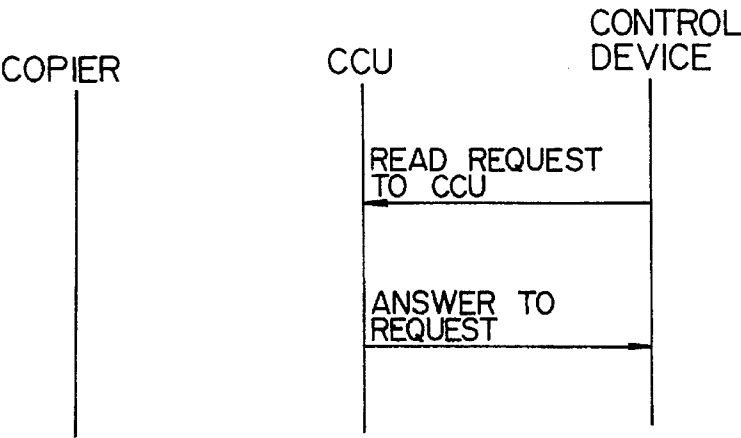 COPIER
CCU
CONTROL
DEVICE
READ REQUEST
TO CCU
ANSWER TO
REQUEST